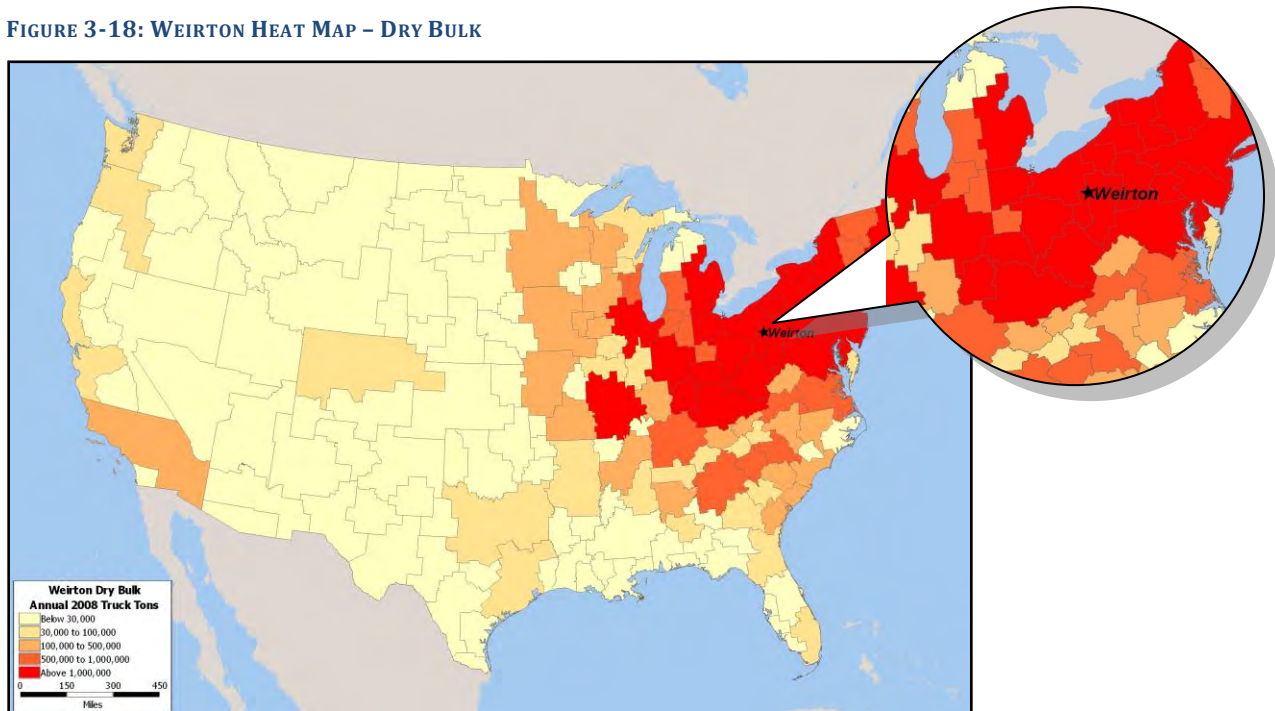 FIGURE 3-18: WEIRTON HEAT MAP – DRY BULK
Weirton
Weirton
Weirton Dry Bulk
Annual 2008 Truck Tons
Below 30,000
30,000 to 100,000
100,000 to 500,000
500,000 to 1,000,000
Above 1,000,000
0 150 300 450
Miles